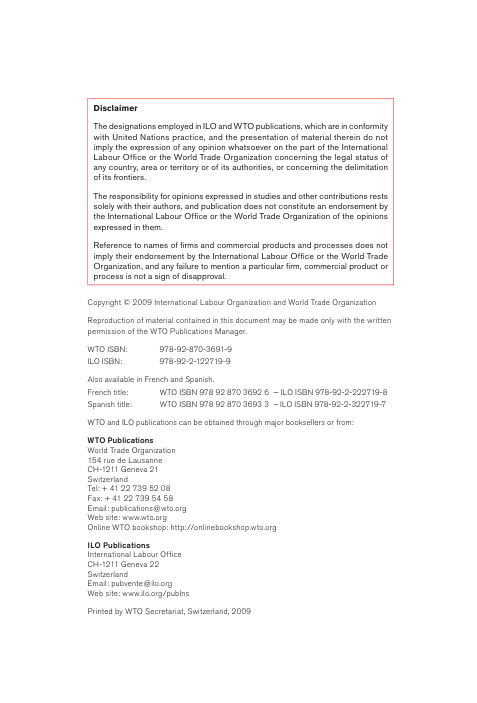 Disclaimer
The designations employed in ILO and WTO publications, which are in conformity
with United Nations practice, and the presentation of material therein do not
imply the expression of any opinion whatsoever on the part of the International
Labour Office or the World Trade Organization concerning the legal status of
any country, area or territory or of its authorities, or concerning the delimitation
of its frontiers.
The responsibility for opinions expressed in studies and other contributions rests
solely with their authors, and publication does not constitute an endorsement by
the International Labour Office or the World Trade Organization of the opinions
expressed in them.
Reference to names of firms and commercial products and processes does not
imply their endorsement by the International Labour Office or the World Trade
Organization, and any failure to mention a particular firm, commercial product or
process is not a sign of disapproval.
Copyright © 2009 International Labour Organization and World Trade Organization
Reproduction of material contained in this document may be made only with the written
permission of the WTO Publications Manager.
WTO ISBN: 978-92-870-3691-9
ILO ISBN: 978-92-2-122719-9
Also available in French and Spanish.
French title: WTO ISBN 978 92 870 3692 6 – ILO ISBN 978-92-2-222719-8
Spanish title: WTO ISBN 978 92 870 3693 3 – ILO ISBN 978-92-2-322719-7
WTO and ILO publications can be obtained through major booksellers or from:
WTO Publications
World Trade Organization
154 rue de Lausanne
CH-1211 Geneva 21
Switzerland
Tel: + 41 22 739 52 08
Fax: + 41 22 739 54 58
Email: publications@wto.org
Web site: www.wto.org
Online WTO bookshop: http://onlinebookshop.wto.org
ILO Publications
International Labour Office
CH-1211 Geneva 22
Switzerland
Email: pubvente@ilo.org
Web site: www.ilo.org/publns
Printed by WTO Secretariat, Switzerland, 2009